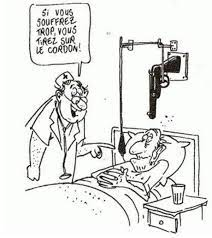 SI VOUS
SOUFFREZ
TROP, VOUS
TIREZ SUR
LE CORDON!